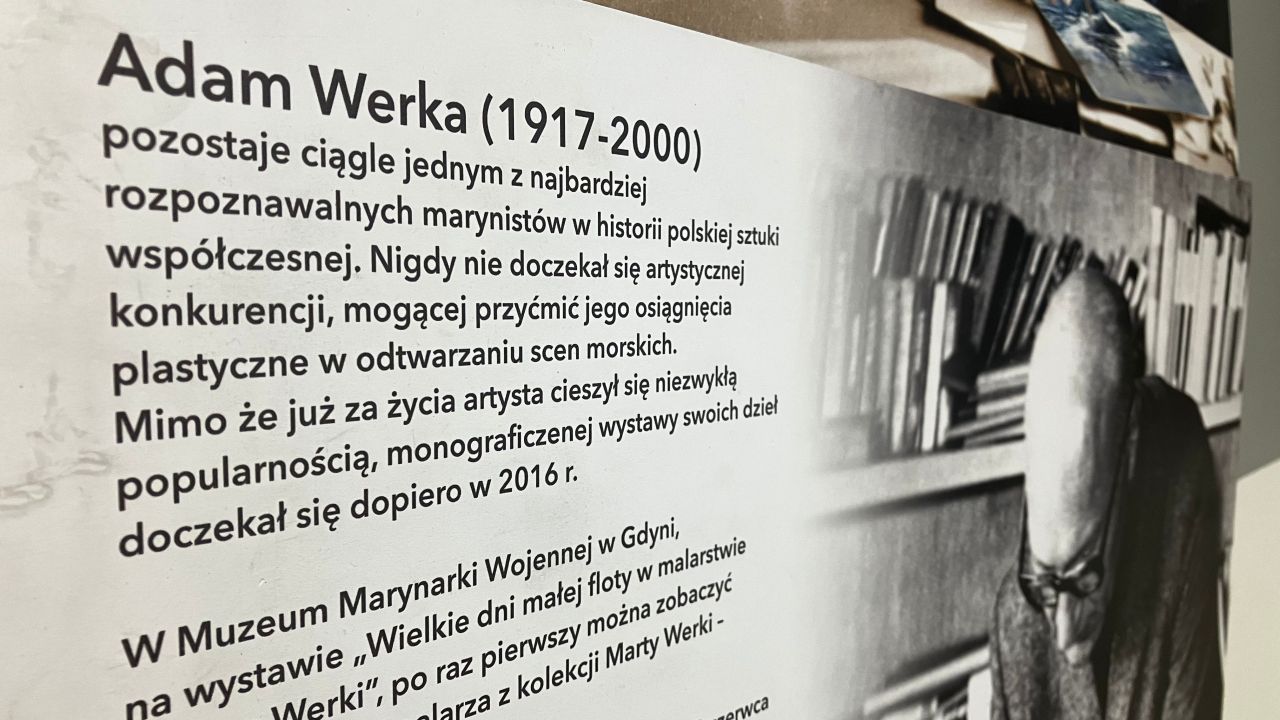 Adam Werka (1917-2000)
pozostaje ciągle jednym z najbardziej
rozpoznawalnych marynistów w historii polskiej sztuki
współczesnej. Nigdy nie doczekał się artystycznej
konkurencji, mogącej przyćmić jego osiągnięcia
plastyczne w odtwarzaniu scen morskich.
Mimo że już za życia artysta cieszył się niezwykłą
popularnością, monograficzenej wystawy swoich dzieł
doczekał się dopiero w 2016 r.
W Muzeum Marynarki Wojennej w Gdyni,
na wystawie „Wielkie dni małej floty w malarstwie
Werki”, po raz pierwszy można zobaczyć
z kolekcji Marty Werki -